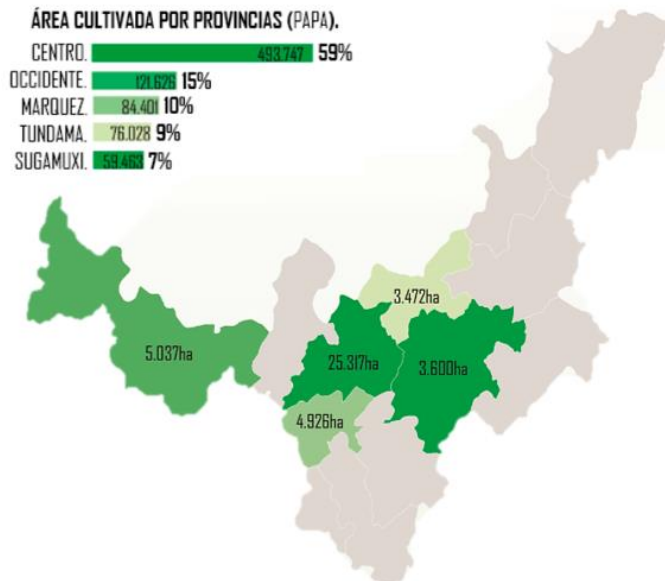 ÁREA CULTIVADA POR PROVINCIAS (PAPA).
CENTRO. 493.747 59%
OCCIDENTE. 121.626 15%
MARQUEZ. 84.401 10%
TUNDAMA. 76.028 9%
SUGAMUXI. 59.463 7%
3.472ha
5.037ha
25.317ha
3.600ha
4.926ha